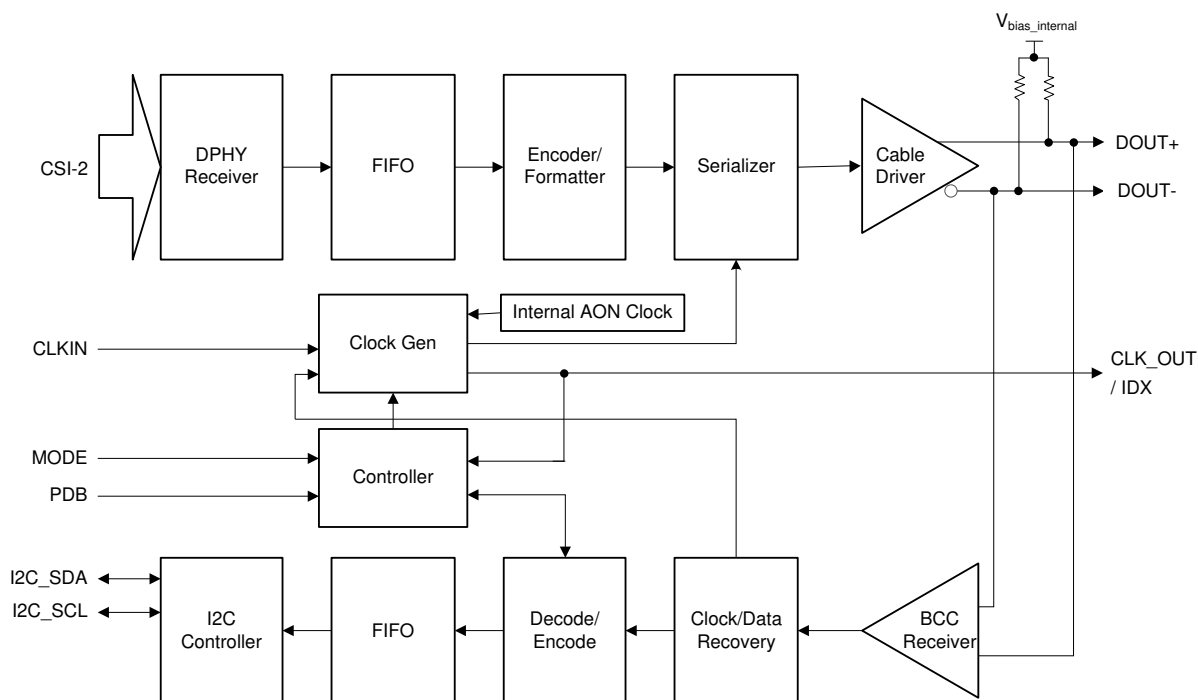 V_bias_internal
CSI-2
DPHY
Receiver
FIFO
Encoder/
Formatter
Serializer
Cable
Driver
DOUT+
DOUT-
Internal AON Clock
CLKIN
Clock Gen
CLK_OUT
/ IDX
MODE
PDB
Controller
I2C_SDA
I2C_SCL
I2C
Controller
FIFO
Decode/
Encode
Clock/Data
Recovery
BCC
Receiver